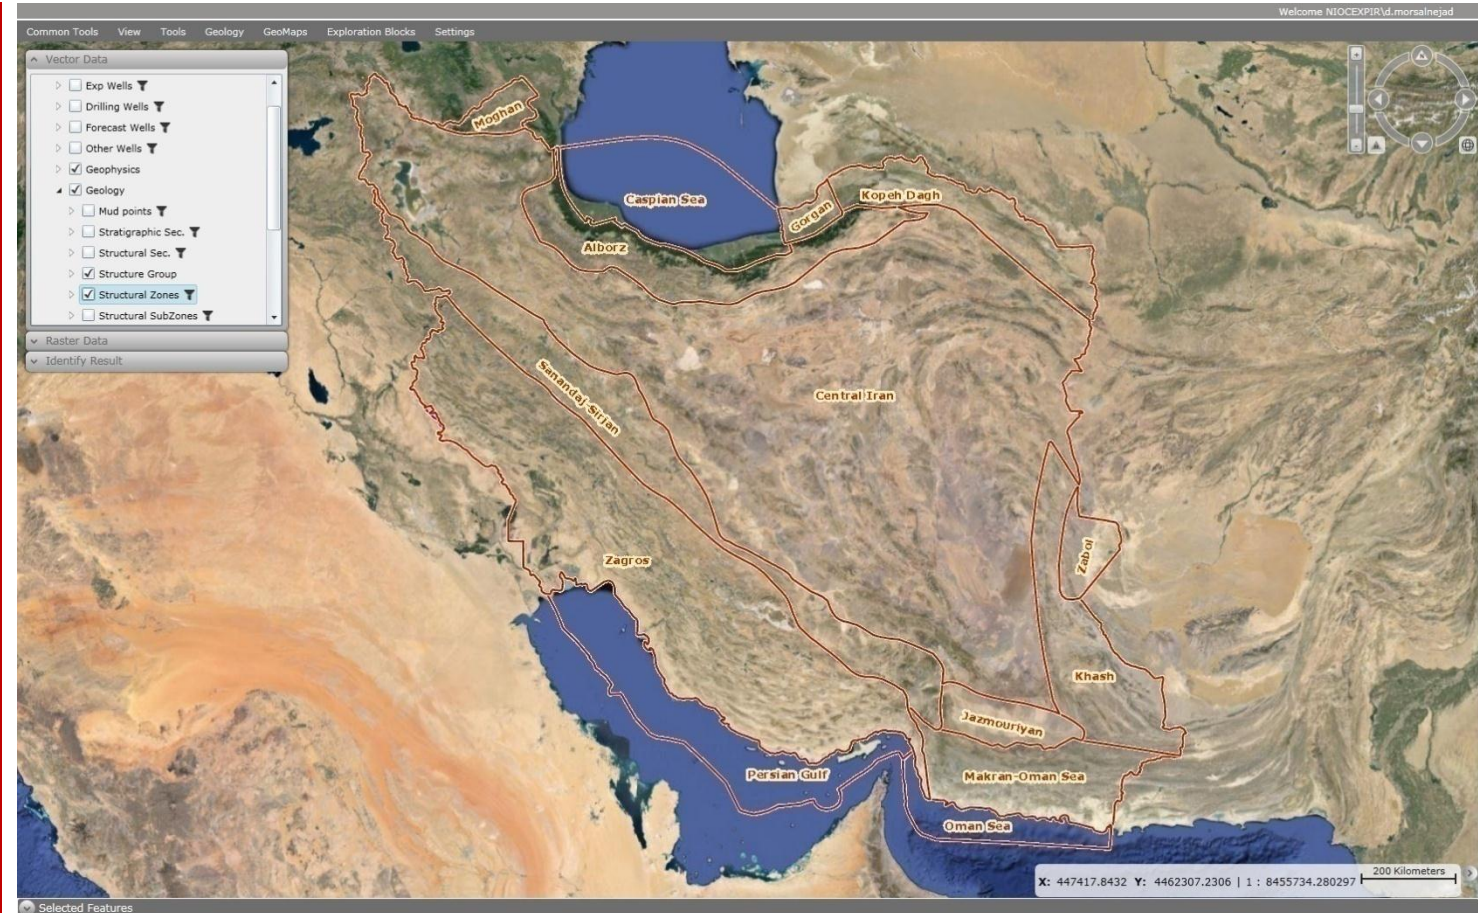 Welcome NIOCEXPIR\d.morsalnejad
Common Tools View Tools Geology GeoMaps Exploration Blocks Settings
Vector Data
Exp Wells
Drilling Wells
Forecast Wells
Other Wells
Geophysics
Geology
Mud points
Stratigraphic Sec.
Structural Sec.
Structure Group
Structural Zones
Structural SubZones
Raster Data
Identify Result
Moghan
Caspian Sea
Gorgan
Kopeh Dagh
Alborz
Sanandaj-Sirjan
Central Iran
Zagros
Zabol
Khash
Jazmouriyan
Persian Gulf
Makran-Oman Sea
Oman Sea
X: 447417.8432 Y: 4462307.2306 | 1 : 8455734.280297
200 Kilometers
Selected Features